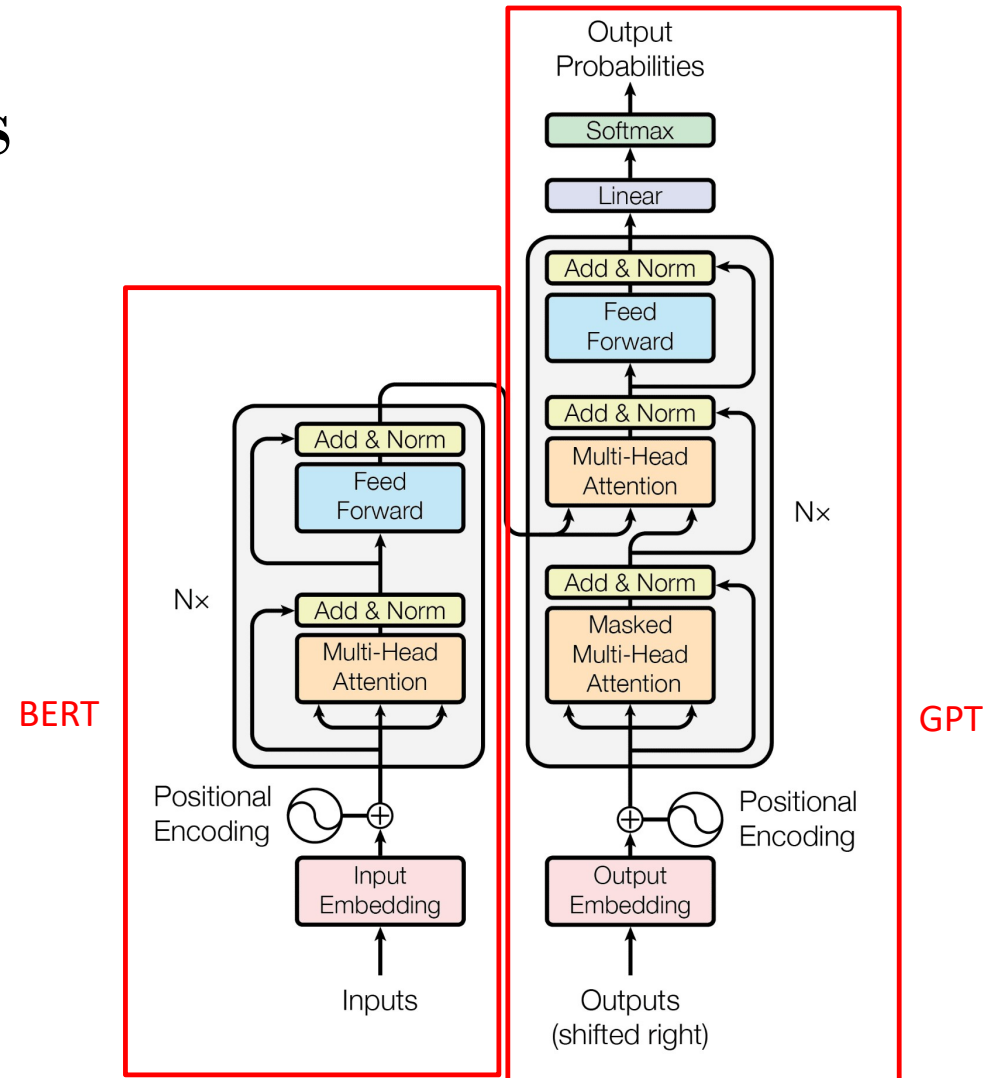 s
Output
Probabilities
Softmax
Linear
Add & Norm
Feed
Forward
Add & Norm
Multi-Head
Attention
Nx
Add & Norm
Masked
Multi-Head
Attention
GPT
Positional
Encoding
Output
Embedding
Outputs
(shifted right)
Add & Norm
Feed
Forward
Nx
Add & Norm
Multi-Head
Attention
BERT
Positional
Encoding
Input
Embedding
Inputs